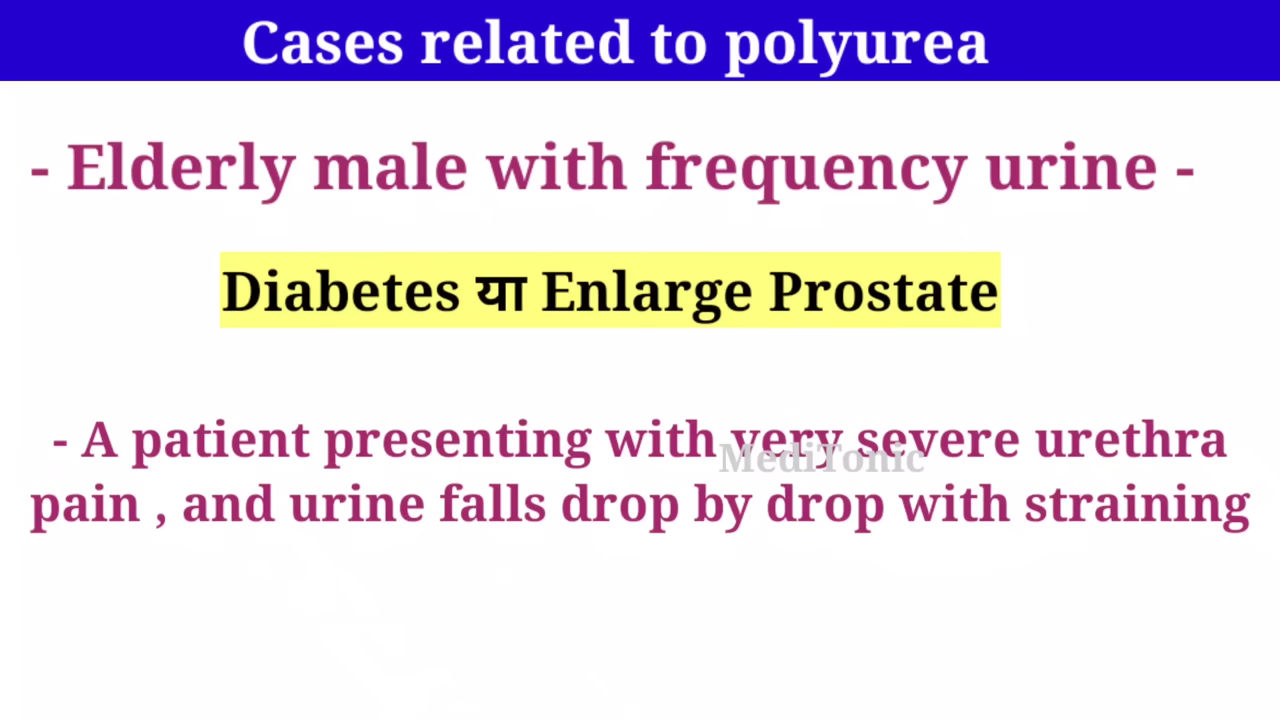 Cases related to polyurea
- Elderly male with frequency urine -
Diabetes या Enlarge Prostate
- A patient presenting with very severe urethra
MediTonic
pain , and urine falls drop by drop with straining